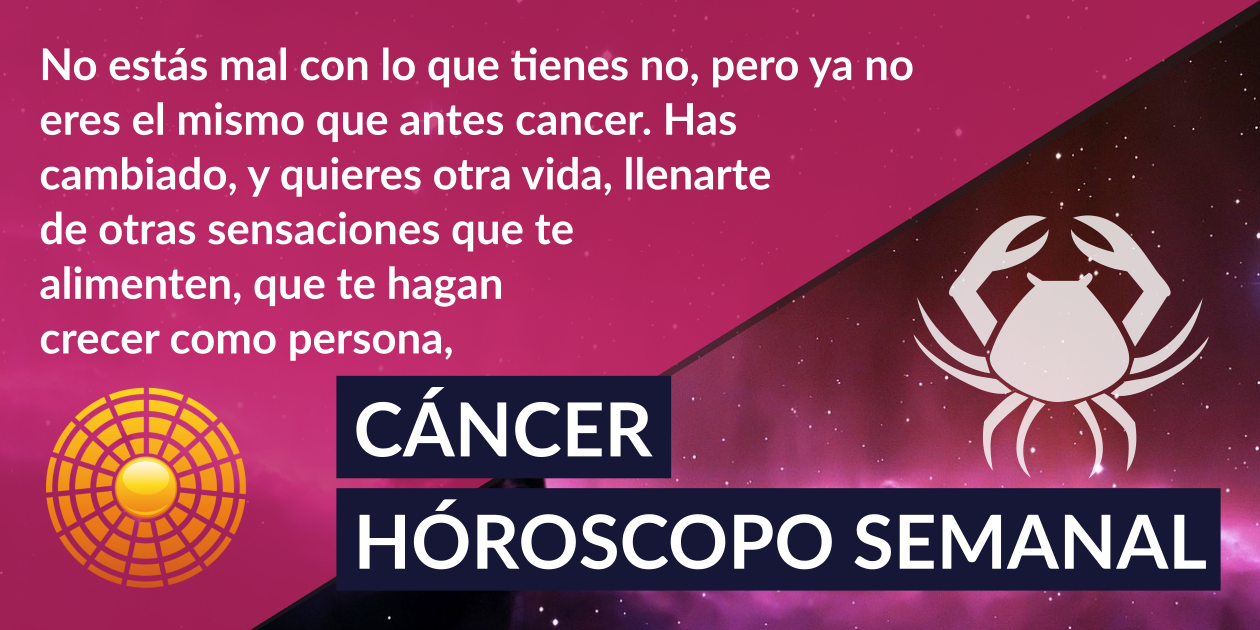 No estás mal con lo que tienes no, pero ya no
eres el mismo que antes cancer. Has
cambiado, y quieres otra vida, llenarte
de otras sensaciones que te
alimenten, que te hagan
crecer como persona,
CÁNCER
HÓROSCOPO SEMANAL